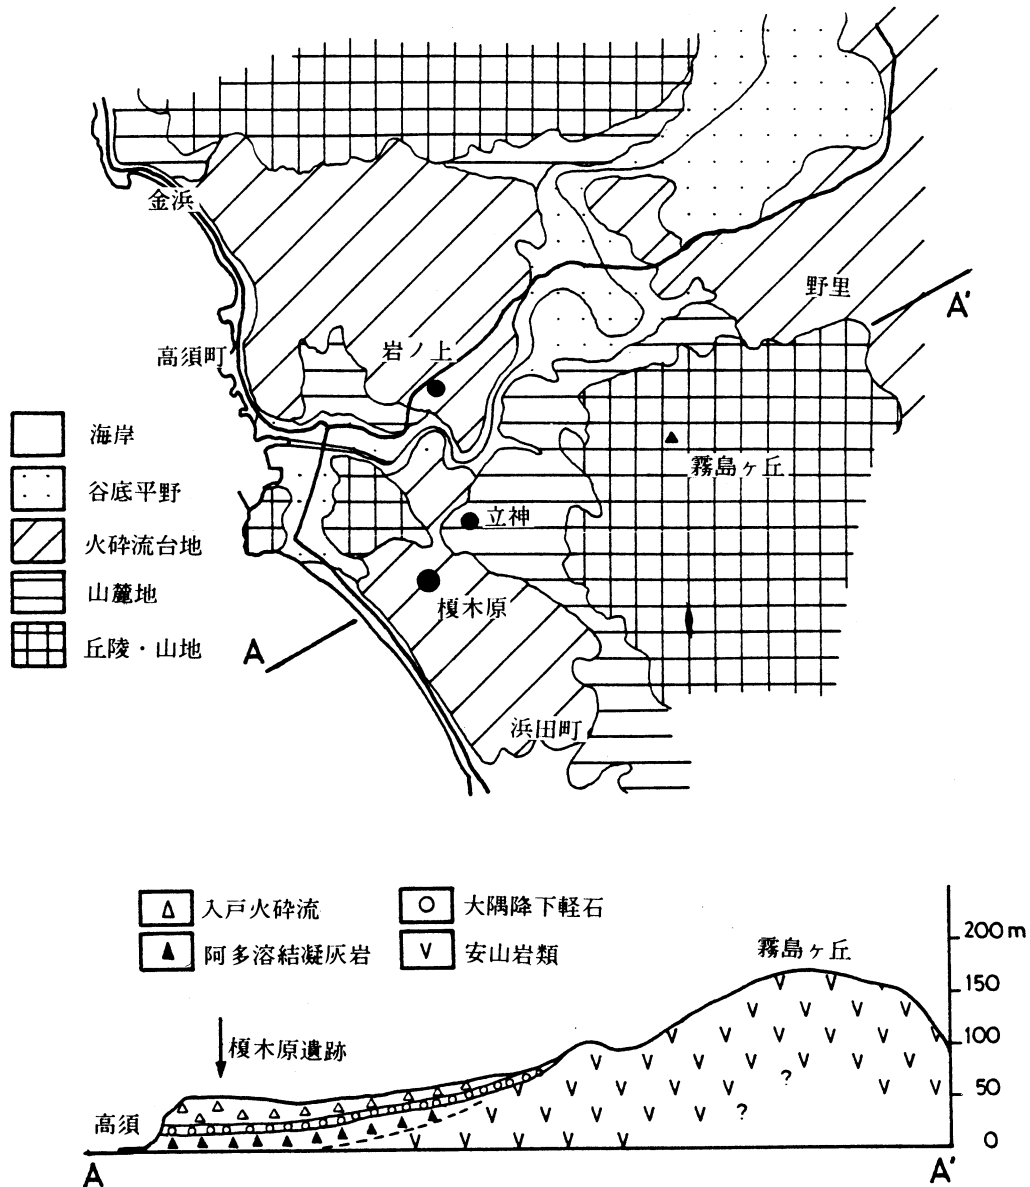 金浜
野里
A'
高須町
岩ノ上
海岸
霧島ヶ丘
谷底平野
立神
火砕流台地
山麓地
榎木原
丘陵・山地
A
浜田町
入戸火砕流
大隅降下軽石
阿多溶結凝灰岩
安山岩類
霧島ヶ丘
200m
150
100
50
0
榎木原遺跡
高須
?
?
A
A'